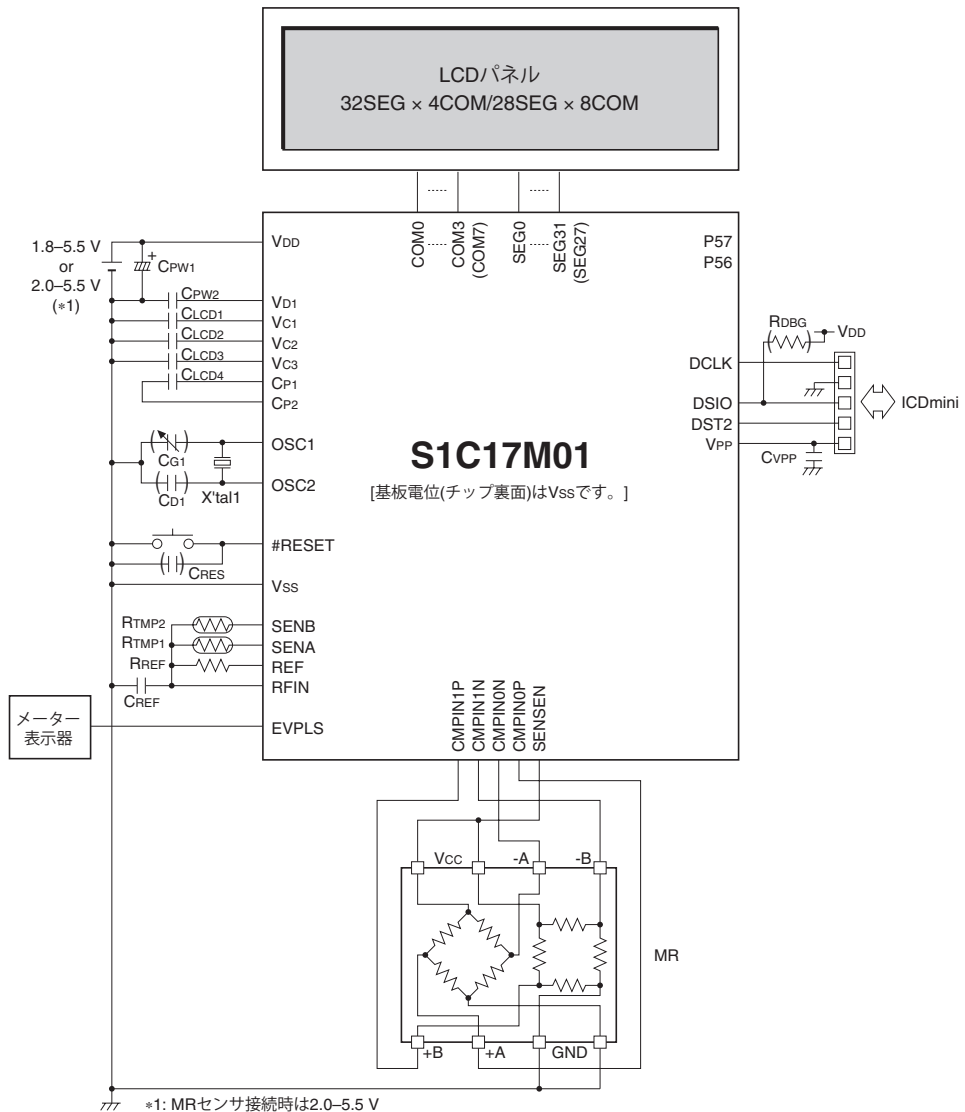 LCDパネル
32SEG × 4COM/28SEG × 8COM
COM0
COM3
(COM7)
SEG0
SEG31
(SEG27)
1.8–5.5 V
or
2.0–5.5 V
(*1)
CPW1
CPW2
CLCD1
CLCD2
CLCD3
CLCD4
CG1
CD1
X'tal1
CRES
RTMP2
RTMP1
RREF
CREF
VDD
VD1
VC1
VC2
VC3
CP1
CP2
OSC1
OSC2
#RESET
VSS
SENB
SENA
REF
RFIN
EVPLS
メーター
表示器
S1C17M01
[基板電位(チップ裏面)はVSSです。]
P57
P56
RDBG
VDD
DCLK
DSIO
DST2
VPP
CVPP
ICDmini
CMPIN1P
CMPIN1N
CMPIN0N
CMPIN0P
SENSEN
VCC
-A
-B
MR
+B
+A
GND
*1: MRセンサ接続時は2.0–5.5 V